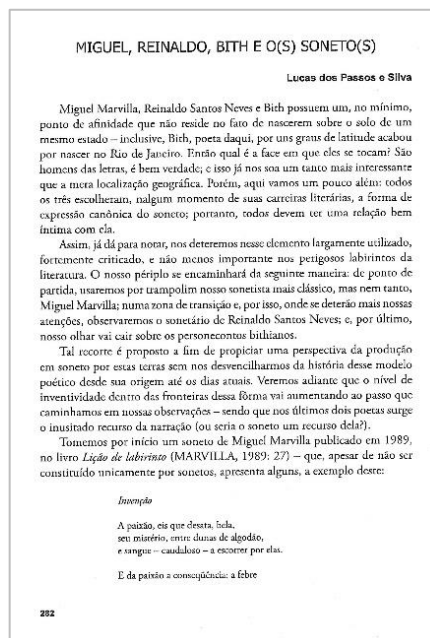 MIGUEL, REINALDO, BITH E O(S) SONETO(S)
Lucas dos Passos e Silva
Miguel Marvilla, Reinaldo Santos Neves e Bith possuem um, no mínimo,
ponto de afinidade que não reside no fato de nascerem sobre o solo de um
mesmo estado – inclusive, Bith, poeta daqui, por uns graus de latitude acabou
por nascer no Rio de Janeiro. Então qual é a face em que eles se tocam? São
homens das letras, é bem verdade; e isso já nos soa um tanto mais interessante
que a mera localização geográfica. Porém, aqui vamos um pouco além: todos
os três escolheram, nalgum momento de suas carreiras literárias, a forma de
expressão canônica do soneto; portanto, todos devem ter uma relação bem
íntima com ela.
Assim, já dá para notar, nos deteremos nesse elemento largamente utilizado,
fortemente criticado, e não menos importante nos perigosos labirintos da
literatura. O nosso périplo se encaminhará da seguinte maneira: de ponto de
partida, usaremos por trampolim nosso sonetista mais clássico, mas nem tanto,
Miguel Marvilla; numa zona de transição e, por isso, onde se deterão mais nossas
atenções, observaremos o sonetário de Reinaldo Santos Neves; e, por último,
nosso olhar vai cair sobre os personecontos bithianos.
Tal recorte é proposto a fim de propiciar uma perspectiva da produção
em soneto por estas terras sem nos desvencilharmos da história desse modelo
poético desde sua origem até os dias atuais. Veremos adiante que o nível de
inventividade dentro das fronteiras dessa fôrma vai aumentando ao passo que
caminhamos em nossas observações – sendo que nos últimos dois poetas surge
o inusitado recurso da narração (ou seria o soneto um recurso dela?).
Tomemos por início um soneto de Miguel Marvilla publicado em 1989,
no livro Lição de labirinto (MARVILLA, 1989: 27) – que, apesar de não ser
constituído unicamente por sonetos, apresenta alguns, a exemplo deste:
Invenção
A paixão, eis que desata, bela,
seu mistério, entre dunas de algodão,
e sangue – caudaloso – a escorrer por elas.
E da paixão a conseqüência: a febre
282